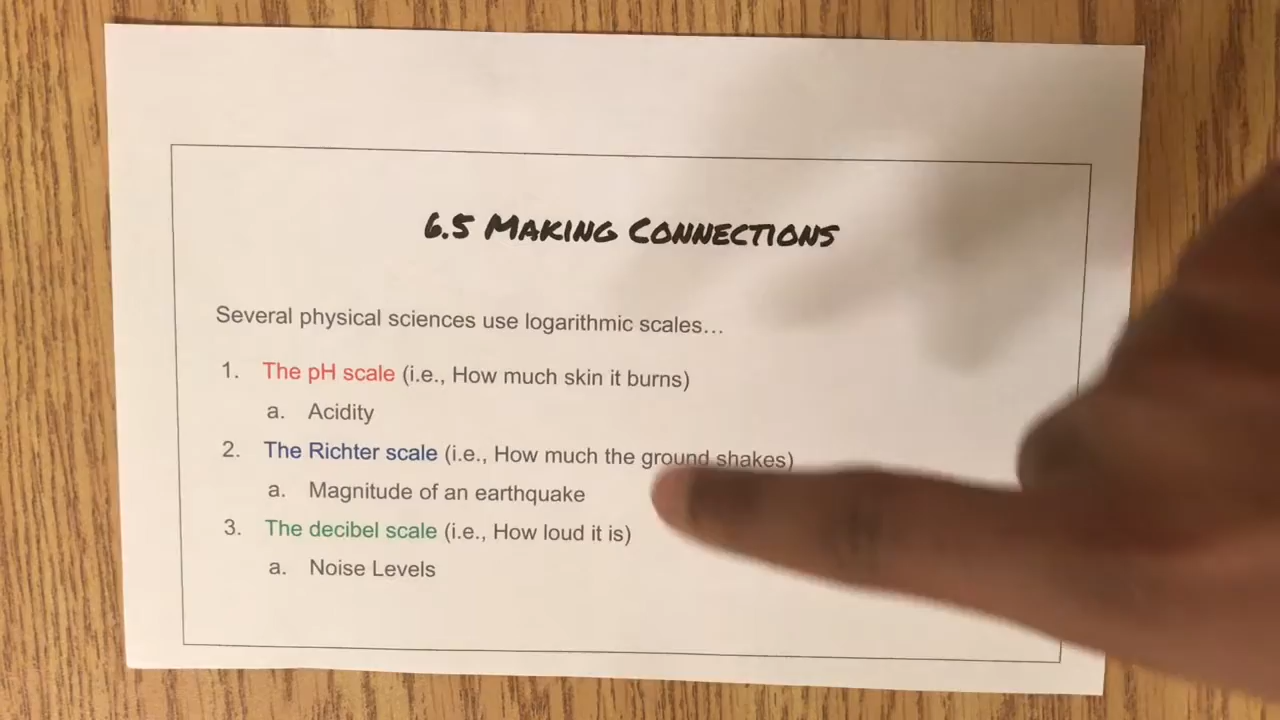 6.5 Making Connections
Several physical sciences use logarithmic scales…
1. The pH scale (i.e., How much skin it burns)
a. Acidity
2. The Richter scale (i.e., How much the ground shakes)
a. Magnitude of an earthquake
3. The decibel scale (i.e., How loud it is)
a. Noise Levels